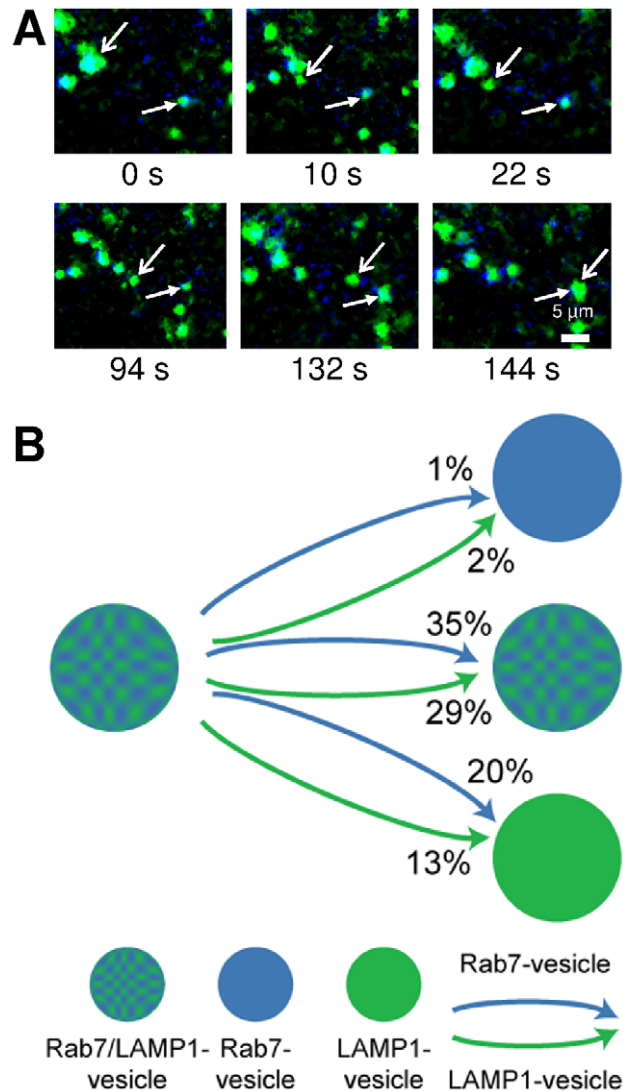 A
0 s
10 s
22 s
5 µm
94 s
132 s
144 s
B
1%
2%
35%
29%
20%
13%
Rab7/LAMP1-
vesicle
Rab7-
vesicle
LAMP1-
vesicle
Rab7-vesicle
LAMP1-vesicle